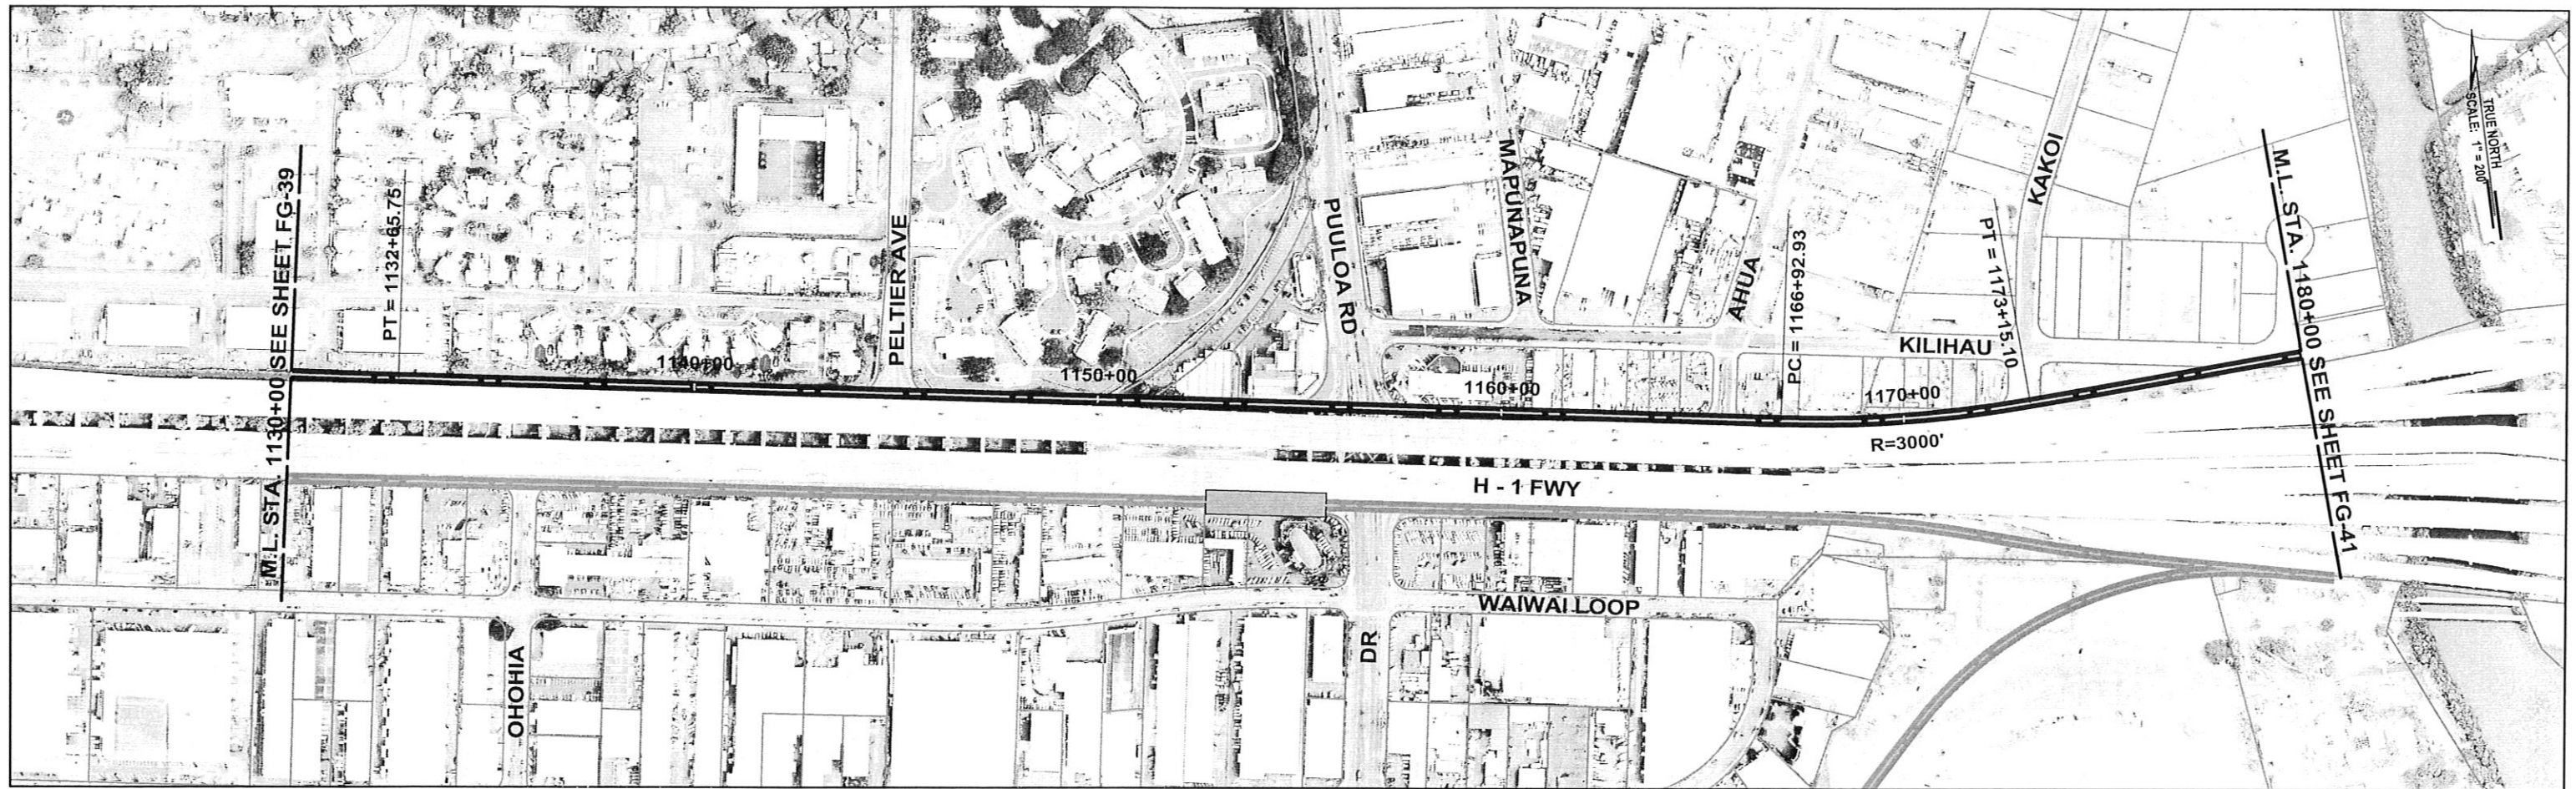 TRUE NORTH
SCALE: 1" = 200'
M.L. STA. 1130+00 SEE SHEET FG-39
PT = 1132+65.75
PELTIER AVE
PUULOA RD
MAPUNAPUNA
AHUA
PC = 1166+92.93
PT = 1173+15.10
KAKOI
M.L. STA. 1180+00 SEE SHEET FG-41
KILIHAU
1140+00
1150+00
1160+00
1170+00
R=3000'
H - 1 FWY
WAIWAI LOOP
OHOHIA
DR